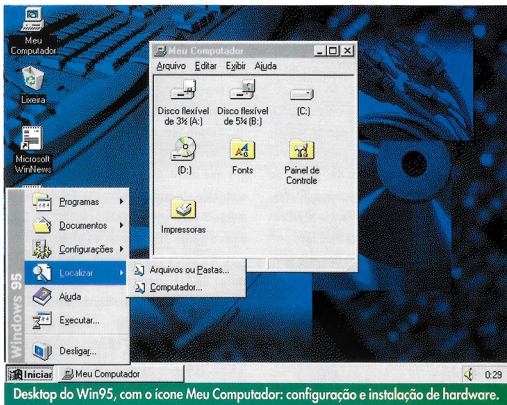 Meu
Computador
Lixeira
Microsoft
WinNews
Meu Computador
Arquivo Editar Exibir Ajuda
Disco flexível
de 3½ (A:)
Disco flexível
de 5¼ (B:)
(C:)
(D:)
Fonts
Painel de
Controle
Impressoras
Windows 95
Programas
Documentos
Configurações
Localizar
Ajuda
Executar...
Desligar...
Arquivos ou Pastas...
Computador...
Iniciar
Meu Computador
0:29
Desktop do Win95, com o ícone Meu Computador: configuração e instalação de hardware.